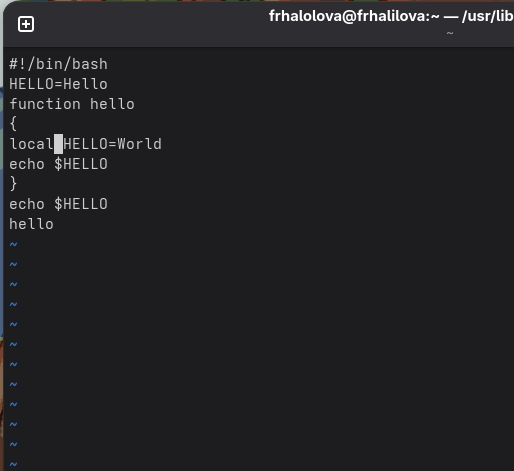 frhalolova@frhalilova:~ — /usr/lib
~
#!/bin/bash
HELLO=Hello
function hello
{
local HELLO=World
echo $HELLO
}
echo $HELLO
hello
~
~
~
~
~
~
~
~
~
~
~
~